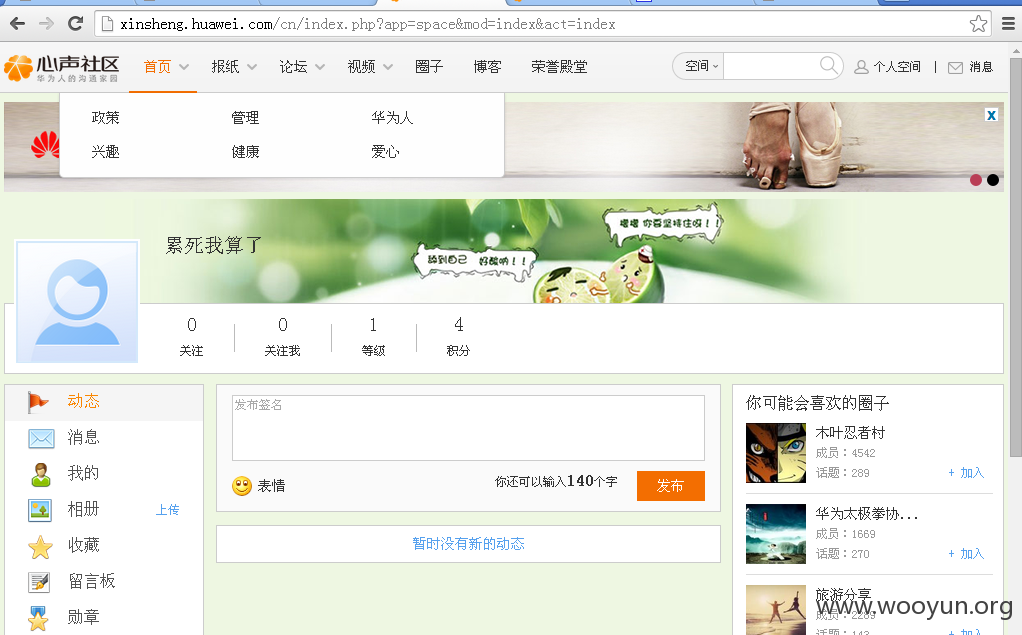 xinsheng.huawei.com/cn/index.php?app=space&mod=index&act=index
心声社区
华为人的沟通家园
首页 报纸 论坛 视频 圈子 博客 荣誉殿堂 空间 个人空间 | 消息
政策 管理 华为人
兴趣 健康 爱心
X
累死我算了
嘿嘿 你要坚持住呀！！
舔到自己 好酸哟！！
0 0 1 4
关注 关注我 等级 积分
动态
消息
我的
相册 上传
收藏
留言板
勋章
发布签名
表情 你还可以输入140个字 发布
暂时没有新的动态
你可能会喜欢的圈子
木叶忍者村
成员：4542
话题：289 + 加入
华为太极拳协...
成员：1669
话题：270 + 加入
旅游分享
成员：2289
话题：143 + 加入
www.wooyun.org